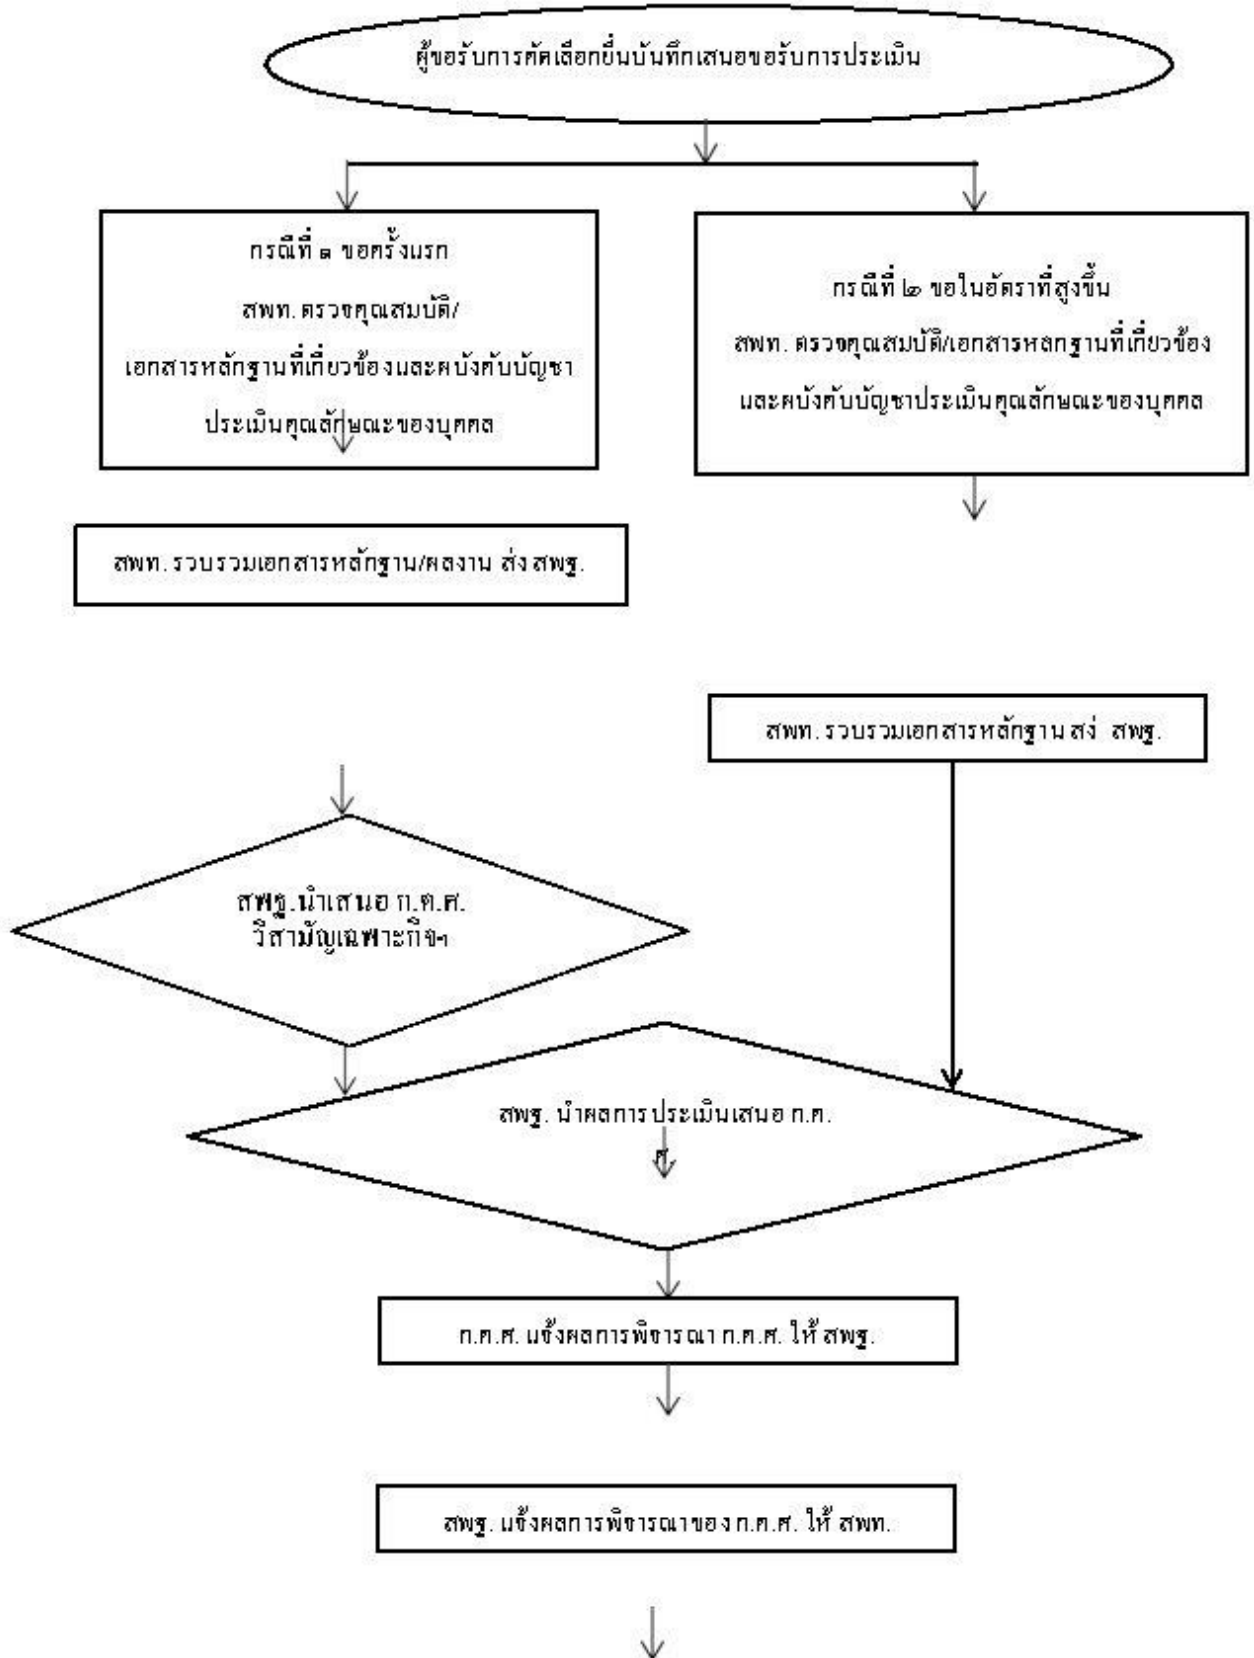 ผู้ขอรับการคัดเลือกยื่นบันทึกเสนอขอรับการประเมิน
กรณีที่ ๑ ขอครั้งแรก
สพท. ตรวจคุณสมบัติ/
เอกสารหลักฐานที่เกี่ยวข้องและผบังคับบัญชา
ประเมินคุณลักษณะของบุคคล
กรณีที่ ๒ ขอในอัตราที่สูงขึ้น
สพท. ตรวจคุณสมบัติ/เอกสารหลกฐานที่เกี่ยวข้อง
และผบังคับบัญชาประเมินคุณลักษณะของบุคคล
สพท. รวบรวมเอกสารหลักฐาน/ผลงาน ส่ง สพฐ.
สพท. รวบรวมเอกสารหลักฐาน สง่ สพฐ.
สพฐ. นำเสนอ ก.ค.ศ.
วิสามัญเฉพาะกิจฯ
สพฐ. นำผลการประเมินเสนอ ก.ค.
ศ.
ก.ค.ศ. แจ้งผลการพิจารณา ก.ค.ศ. ให้ สพฐ.
สพฐ. แจ้งผลการพิจารณาของ ก.ค.ศ. ให้ สพท.